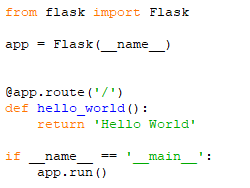 from flask import Flask

app = Flask(__name__)


@app.route('/')
def hello_world():
    return 'Hello World'

if __name__ == '__main__':
    app.run()